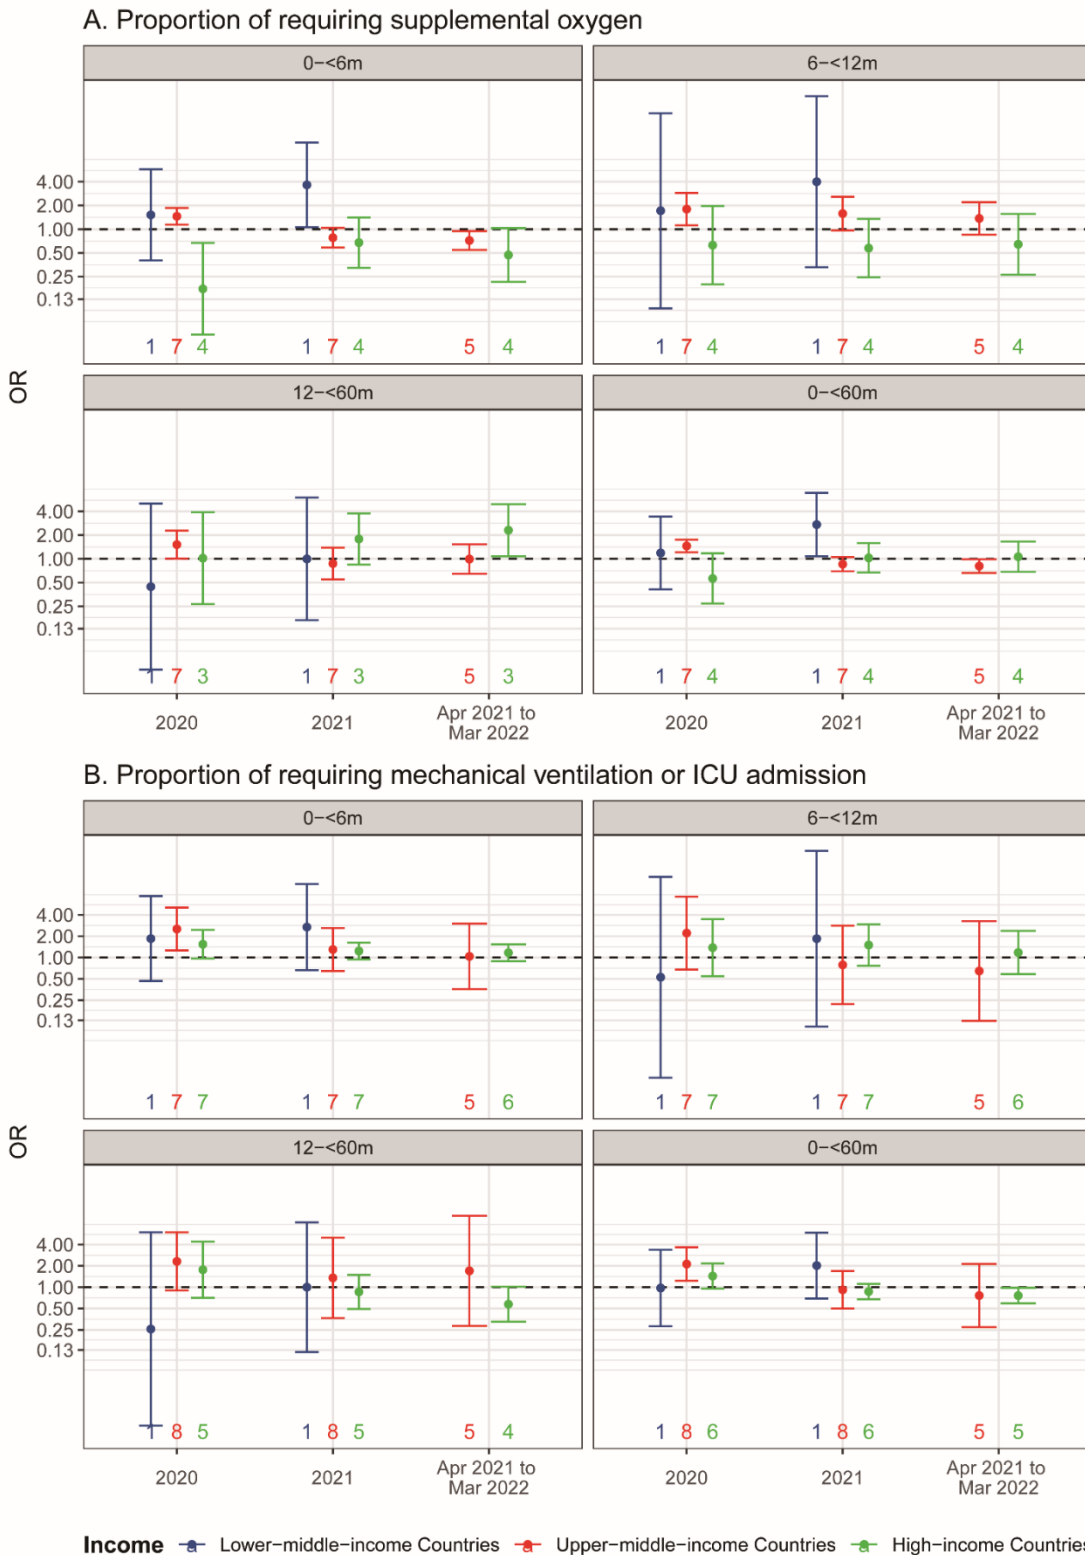 A. Proportion of requiring supplemental oxygen
0−<6m
6−<12m
4.00
2.00
1.00
0.50
0.25
0.13
1 7 4 1 7 4 5 4
1 7 4 1 7 4 5 4
OR
12−<60m
0−<60m
4.00
2.00
1.00
0.50
0.25
0.13
1 7 3 1 7 3 5 3
1 7 4 1 7 4 5 4
2020
2021
Apr 2021 to
Mar 2022
2020
2021
Apr 2021 to
Mar 2022
B. Proportion of requiring mechanical ventilation or ICU admission
0−<6m
6−<12m
4.00
2.00
1.00
0.50
0.25
0.13
1 7 7 1 7 7 5 6
1 7 7 1 7 7 5 6
OR
12−<60m
0−<60m
4.00
2.00
1.00
0.50
0.25
0.13
1 8 5 1 8 5 5 4
1 8 6 1 8 6 5 5
2020
2021
Apr 2021 to
Mar 2022
2020
2021
Apr 2021 to
Mar 2022
Income Lower−middle−income Countries Upper−middle−income Countries High−income Countries